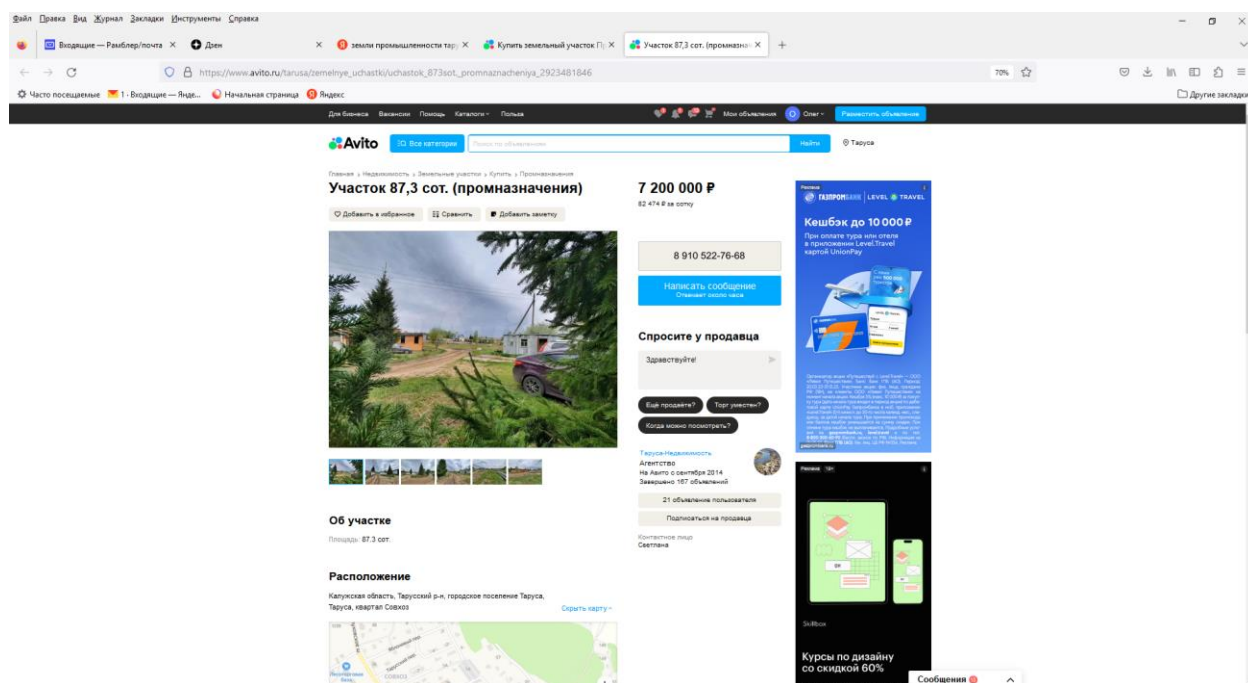 Файл Правка Вид Журнал Закладки Инструменты Справка
Входящие — Рамблер/почта
Дзен
земли промышленности тару
Купить земельный участок Пр
Участок 87,3 сот. (промназнач
https://www.avito.ru/tarusa/zemelnye_uchastki/uchastok_873sot._promnaznacheniya_2923481846
70%
Часто посещаемые
1 · Входящие — Янде...
Начальная страница
Яндекс
Другие закладки
Для бизнеса Вакансии Помощь Каталоги Польза
Мои объявления
Олег
Разместить объявление
Avito
Все категории
Поиск по объявлениям
Найти
Таруса
Главная › Недвижимость › Земельные участки › Купить › Промназначения
Участок 87,3 сот. (промназначения)
Добавить в избранное
Сравнить
Добавить заметку
7 200 000 ₽
82 474 ₽ за сотку
8 910 522-76-68
Написать сообщение
Отвечает около часа
Спросите у продавца
Здравствуйте!
Ещё продаёте?
Торг уместен?
Когда можно посмотреть?
Таруса-Недвижимость
Агентство
На Авито с сентября 2014
Завершено 167 объявлений
21 объявление пользователя
Подписаться на продавца
Контактное лицо
Светлана
Об участке
Площадь: 87.3 сот.
Расположение
Калужская область, Тарусский р-н, городское поселение Таруса,
Таруса, квартал Совхоз
Скрыть карту
СОВХОЗ
Реклама
ГАЗПРОМБАНК LEVEL TRAVEL
Кешбэк до 10 000 ₽
При оплате тура или отеля
в приложении Level.Travel
картой UnionPay
Реклама 18+
Skillbox
Курсы по дизайну
со скидкой 60%
Сообщения